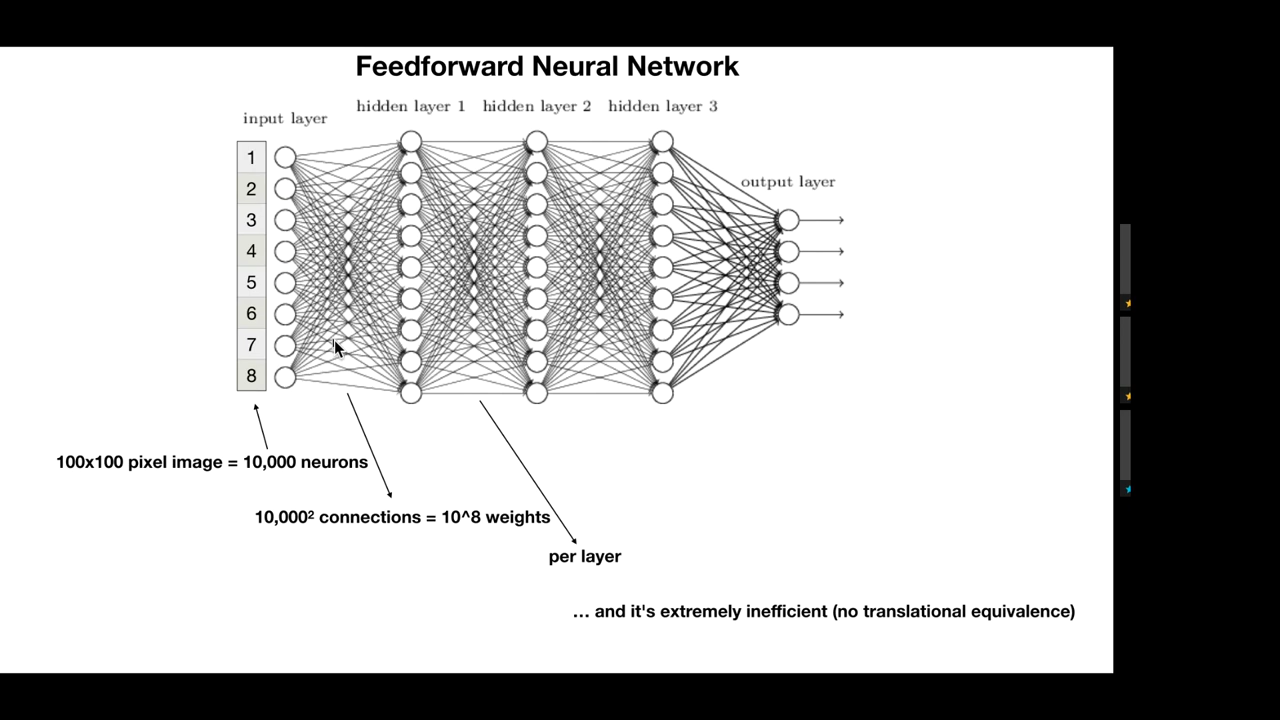 Feedforward Neural Network
hidden layer 1 hidden layer 2 hidden layer 3
input layer
output layer
1
2
3
4
5
6
7
8
100x100 pixel image = 10,000 neurons
10,000² connections = 10^8 weights
per layer
… and it's extremely inefficient (no translational equivalence)